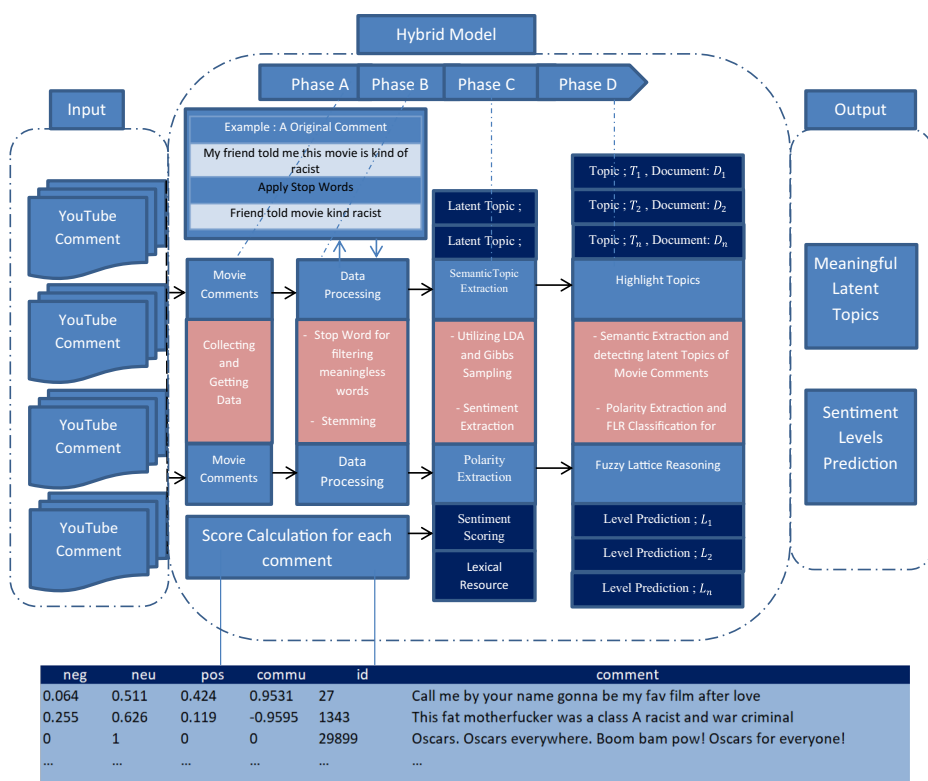 Hybrid Model
Phase A
Phase B
Phase C
Phase D
Input
Output
Example : A Original Comment
My friend told me this movie is kind of
racist
Apply Stop Words
Friend told movie kind racist
YouTube
Comment
YouTube
Comment
YouTube
Comment
YouTube
Comment
Latent Topic ;
Latent Topic ;
Topic ; T₁ , Document: D₁
Topic ; T₂ , Document: D₂
Topic ; Tₙ , Document: Dₙ
Movie
Comments
Data
Processing
SemanticTopic
Extraction
Highlight Topics
Collecting
and
Getting
Data
- Stop Word for
filtering
meaningless
words
- Stemming
- Utilizing LDA
and Gibbs
Sampling
- Sentiment
Extraction
- Semantic Extraction and
detecting latent Topics of
Movie Comments
- Polarity Extraction and
FLR Classification for
Movie
Comments
Data
Processing
Polarity
Extraction
Fuzzy Lattice Reasoning
Score Calculation for each
comment
Sentiment
Scoring
Lexical
Resource
Level Prediction ; L₁
Level Prediction ; L₂
Level Prediction ; Lₙ
Meaningful
Latent
Topics
Sentiment
Levels
Prediction
neg neu pos commu id comment
0.064 0.511 0.424 0.9531 27 Call me by your name gonna be my fav film after love
0.255 0.626 0.119 -0.9595 1343 This fat motherfucker was a class A racist and war criminal
0 1 0 0 29899 Oscars. Oscars everywhere. Boom bam pow! Oscars for everyone!
... ... ... ... ... ...